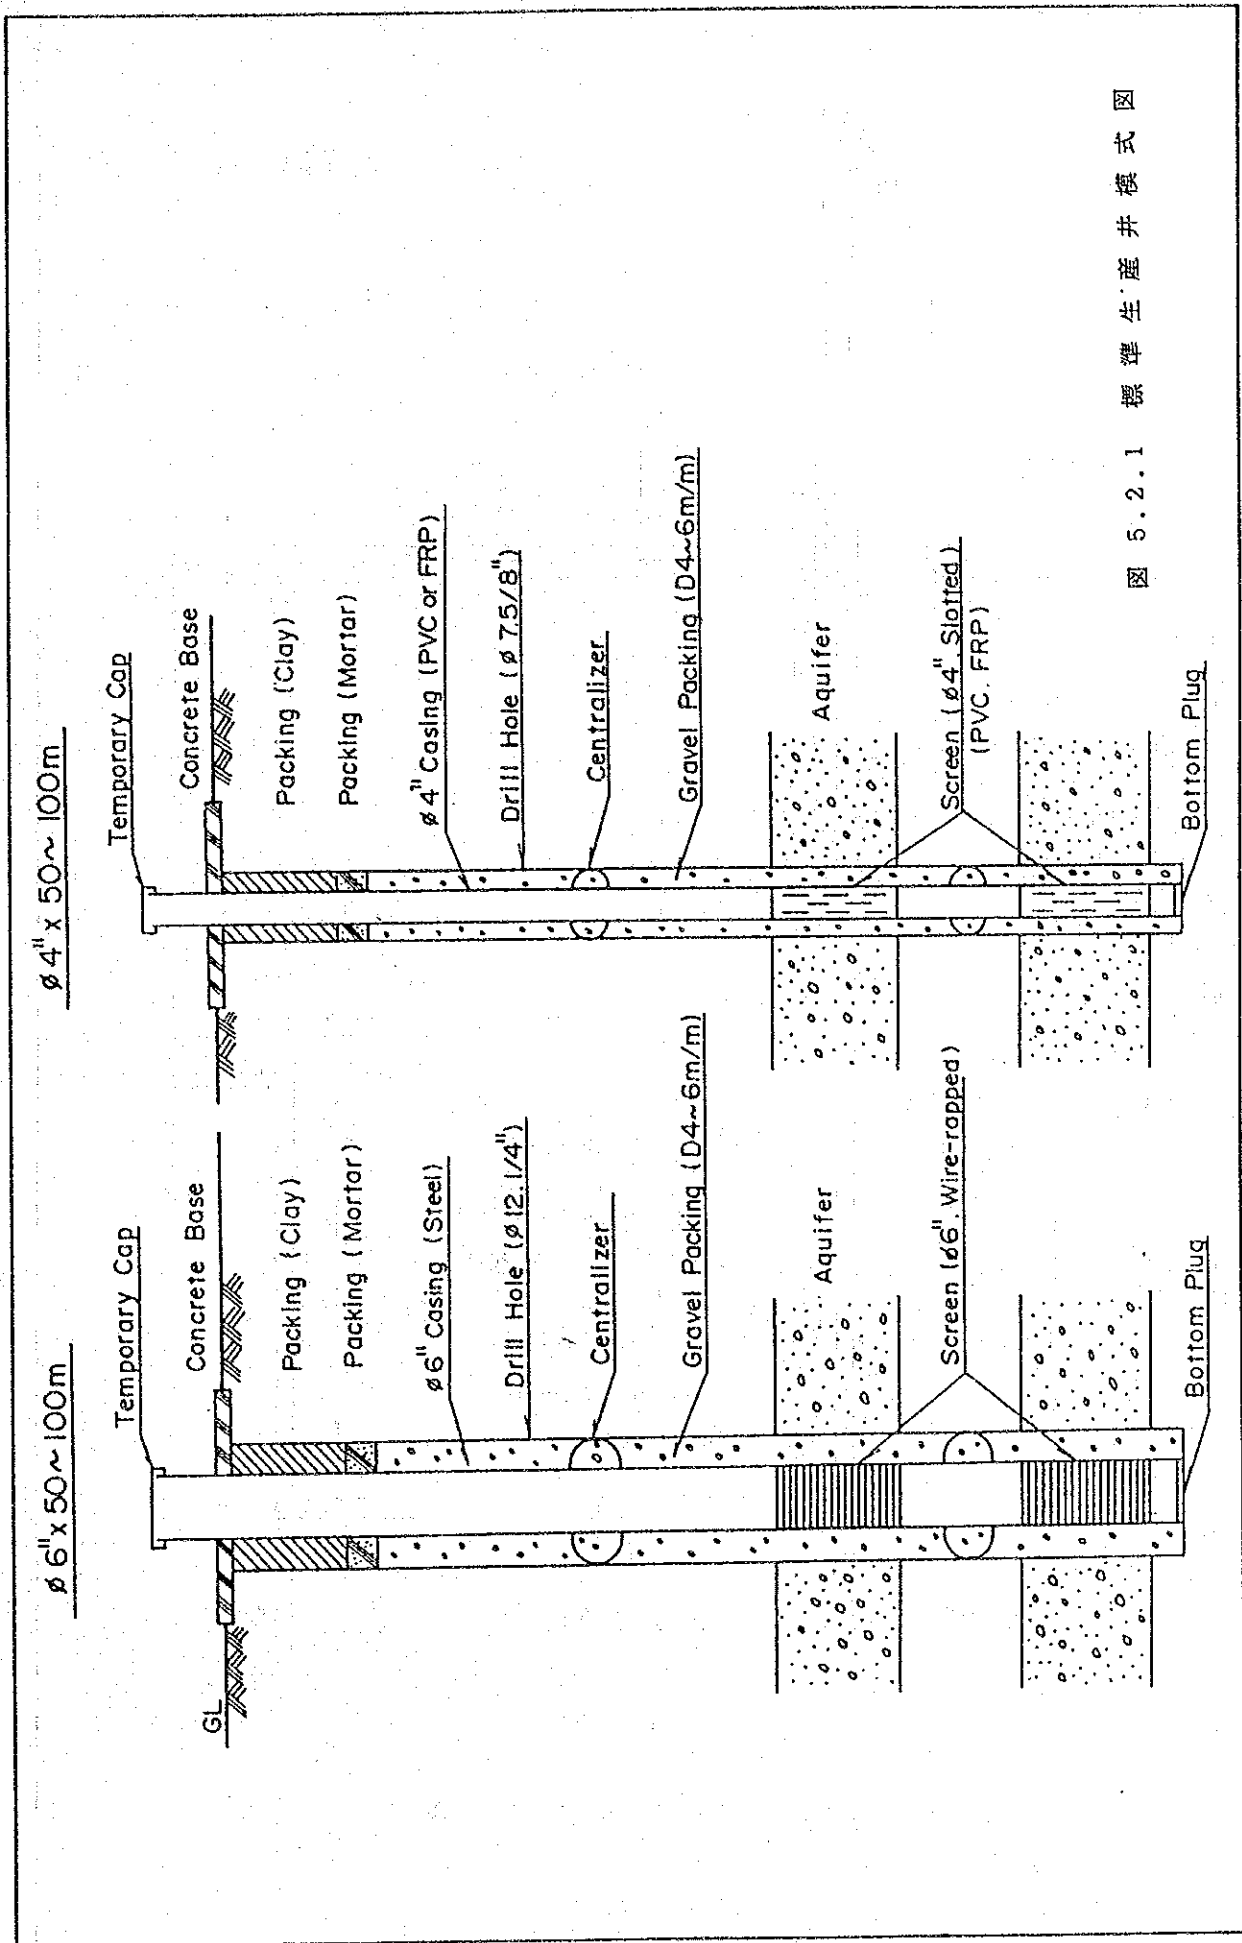 ø 6" x 50~100m
Temporary Cap
GL
Concrete Base
Packing (Clay)
Packing (Mortar)
ø6" Casing (Steel)
Drill Hole (ø12.1/4")
Centralizer
Gravel Packing (D4~6m/m)
Aquifer
Screen (ø6", Wire-rapped)
Bottom Plug
ø 4" x 50~100m
Temporary Cap
Concrete Base
Packing (Clay)
Packing (Mortar)
ø4" Casing (PVC or FRP)
Drill Hole (ø 7.5/8")
Centralizer
Gravel Packing (D4~6m/m)
Aquifer
Screen (ø4", Slotted)
(PVC. FRP)
Bottom Plug
図 5.2.1 標準生産井模式図